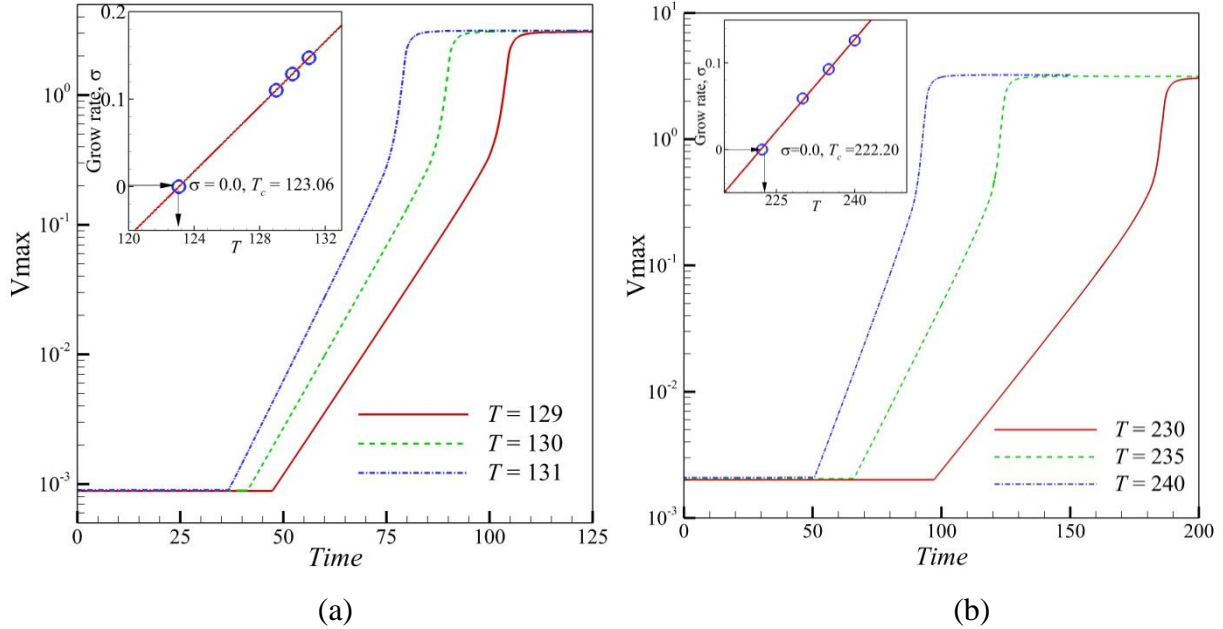 0.2
0.1
0
Grow rate, σ
σ = 0.0, Tc = 123.06
120 124 128 132
T
10^0
10^-1
10^-2
10^-3
Vmax
T = 129
T = 130
T = 131
0 25 50 75 100 125
Time
(a)
10^1
0.1
0
Grow rate, σ
σ=0.0, Tc =222.20
225 240
T
10^0
10^-1
10^-2
10^-3
Vmax
T = 230
T = 235
T = 240
0 50 100 150 200
Time
(b)